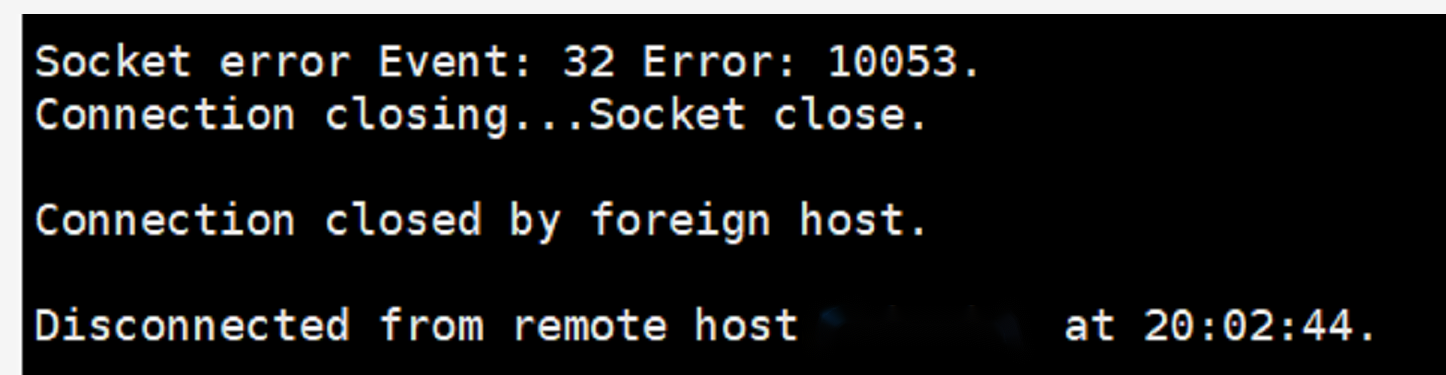 Socket error Event: 32 Error: 10053.
Connection closing...Socket close.
Connection closed by foreign host.
Disconnected from remote host at 20:02:44.